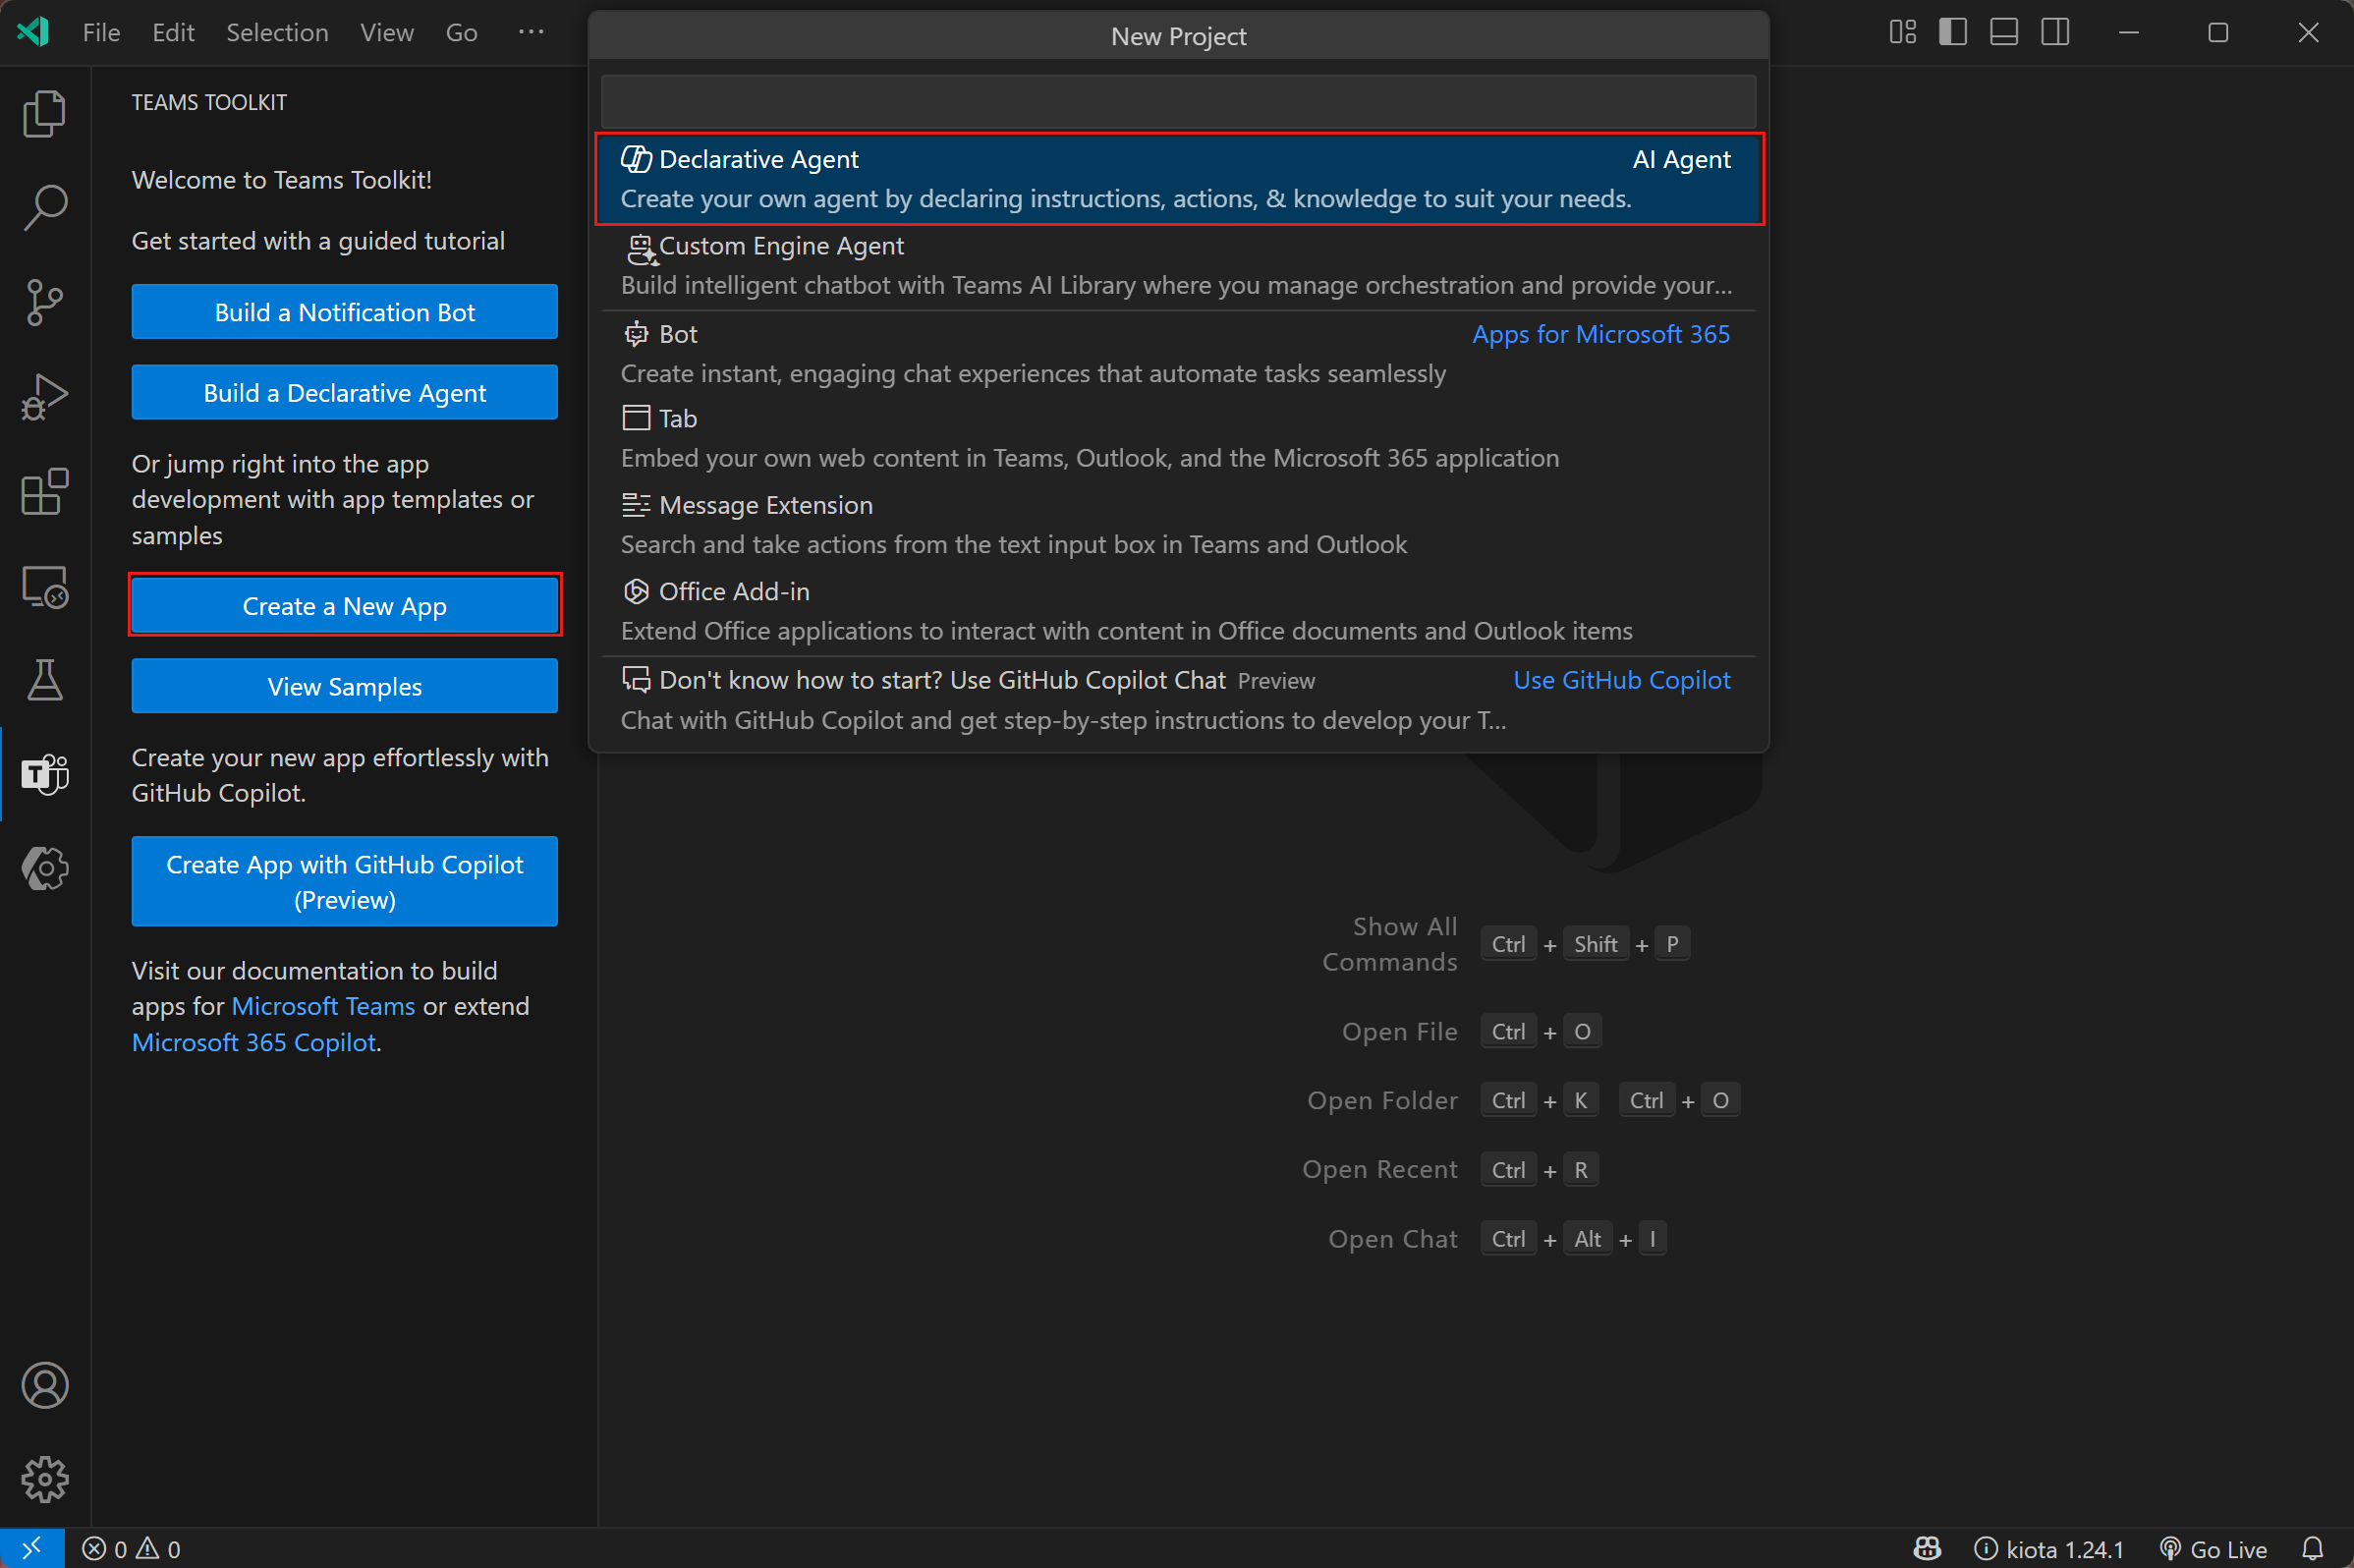 File Edit Selection View Go ···
New Project
TEAMS TOOLKIT
Welcome to Teams Toolkit!
Get started with a guided tutorial
Build a Notification Bot
Build a Declarative Agent
Or jump right into the app
development with app templates or
samples
Create a New App
View Samples
Create your new app effortlessly with
GitHub Copilot.
Create App with GitHub Copilot
(Preview)
Visit our documentation to build
apps for Microsoft Teams or extend
Microsoft 365 Copilot.
Declarative Agent AI Agent
Create your own agent by declaring instructions, actions, & knowledge to suit your needs.
Custom Engine Agent
Build intelligent chatbot with Teams AI Library where you manage orchestration and provide your...
Bot Apps for Microsoft 365
Create instant, engaging chat experiences that automate tasks seamlessly
Tab
Embed your own web content in Teams, Outlook, and the Microsoft 365 application
Message Extension
Search and take actions from the text input box in Teams and Outlook
Office Add-in
Extend Office applications to interact with content in Office documents and Outlook items
Don't know how to start? Use GitHub Copilot Chat Preview Use GitHub Copilot
Chat with GitHub Copilot and get step-by-step instructions to develop your T...
Show All
Commands Ctrl + Shift + P
Open File Ctrl + O
Open Folder Ctrl + K Ctrl + O
Open Recent Ctrl + R
Open Chat Ctrl + Alt + I
0 0 kiota 1.24.1 Go Live